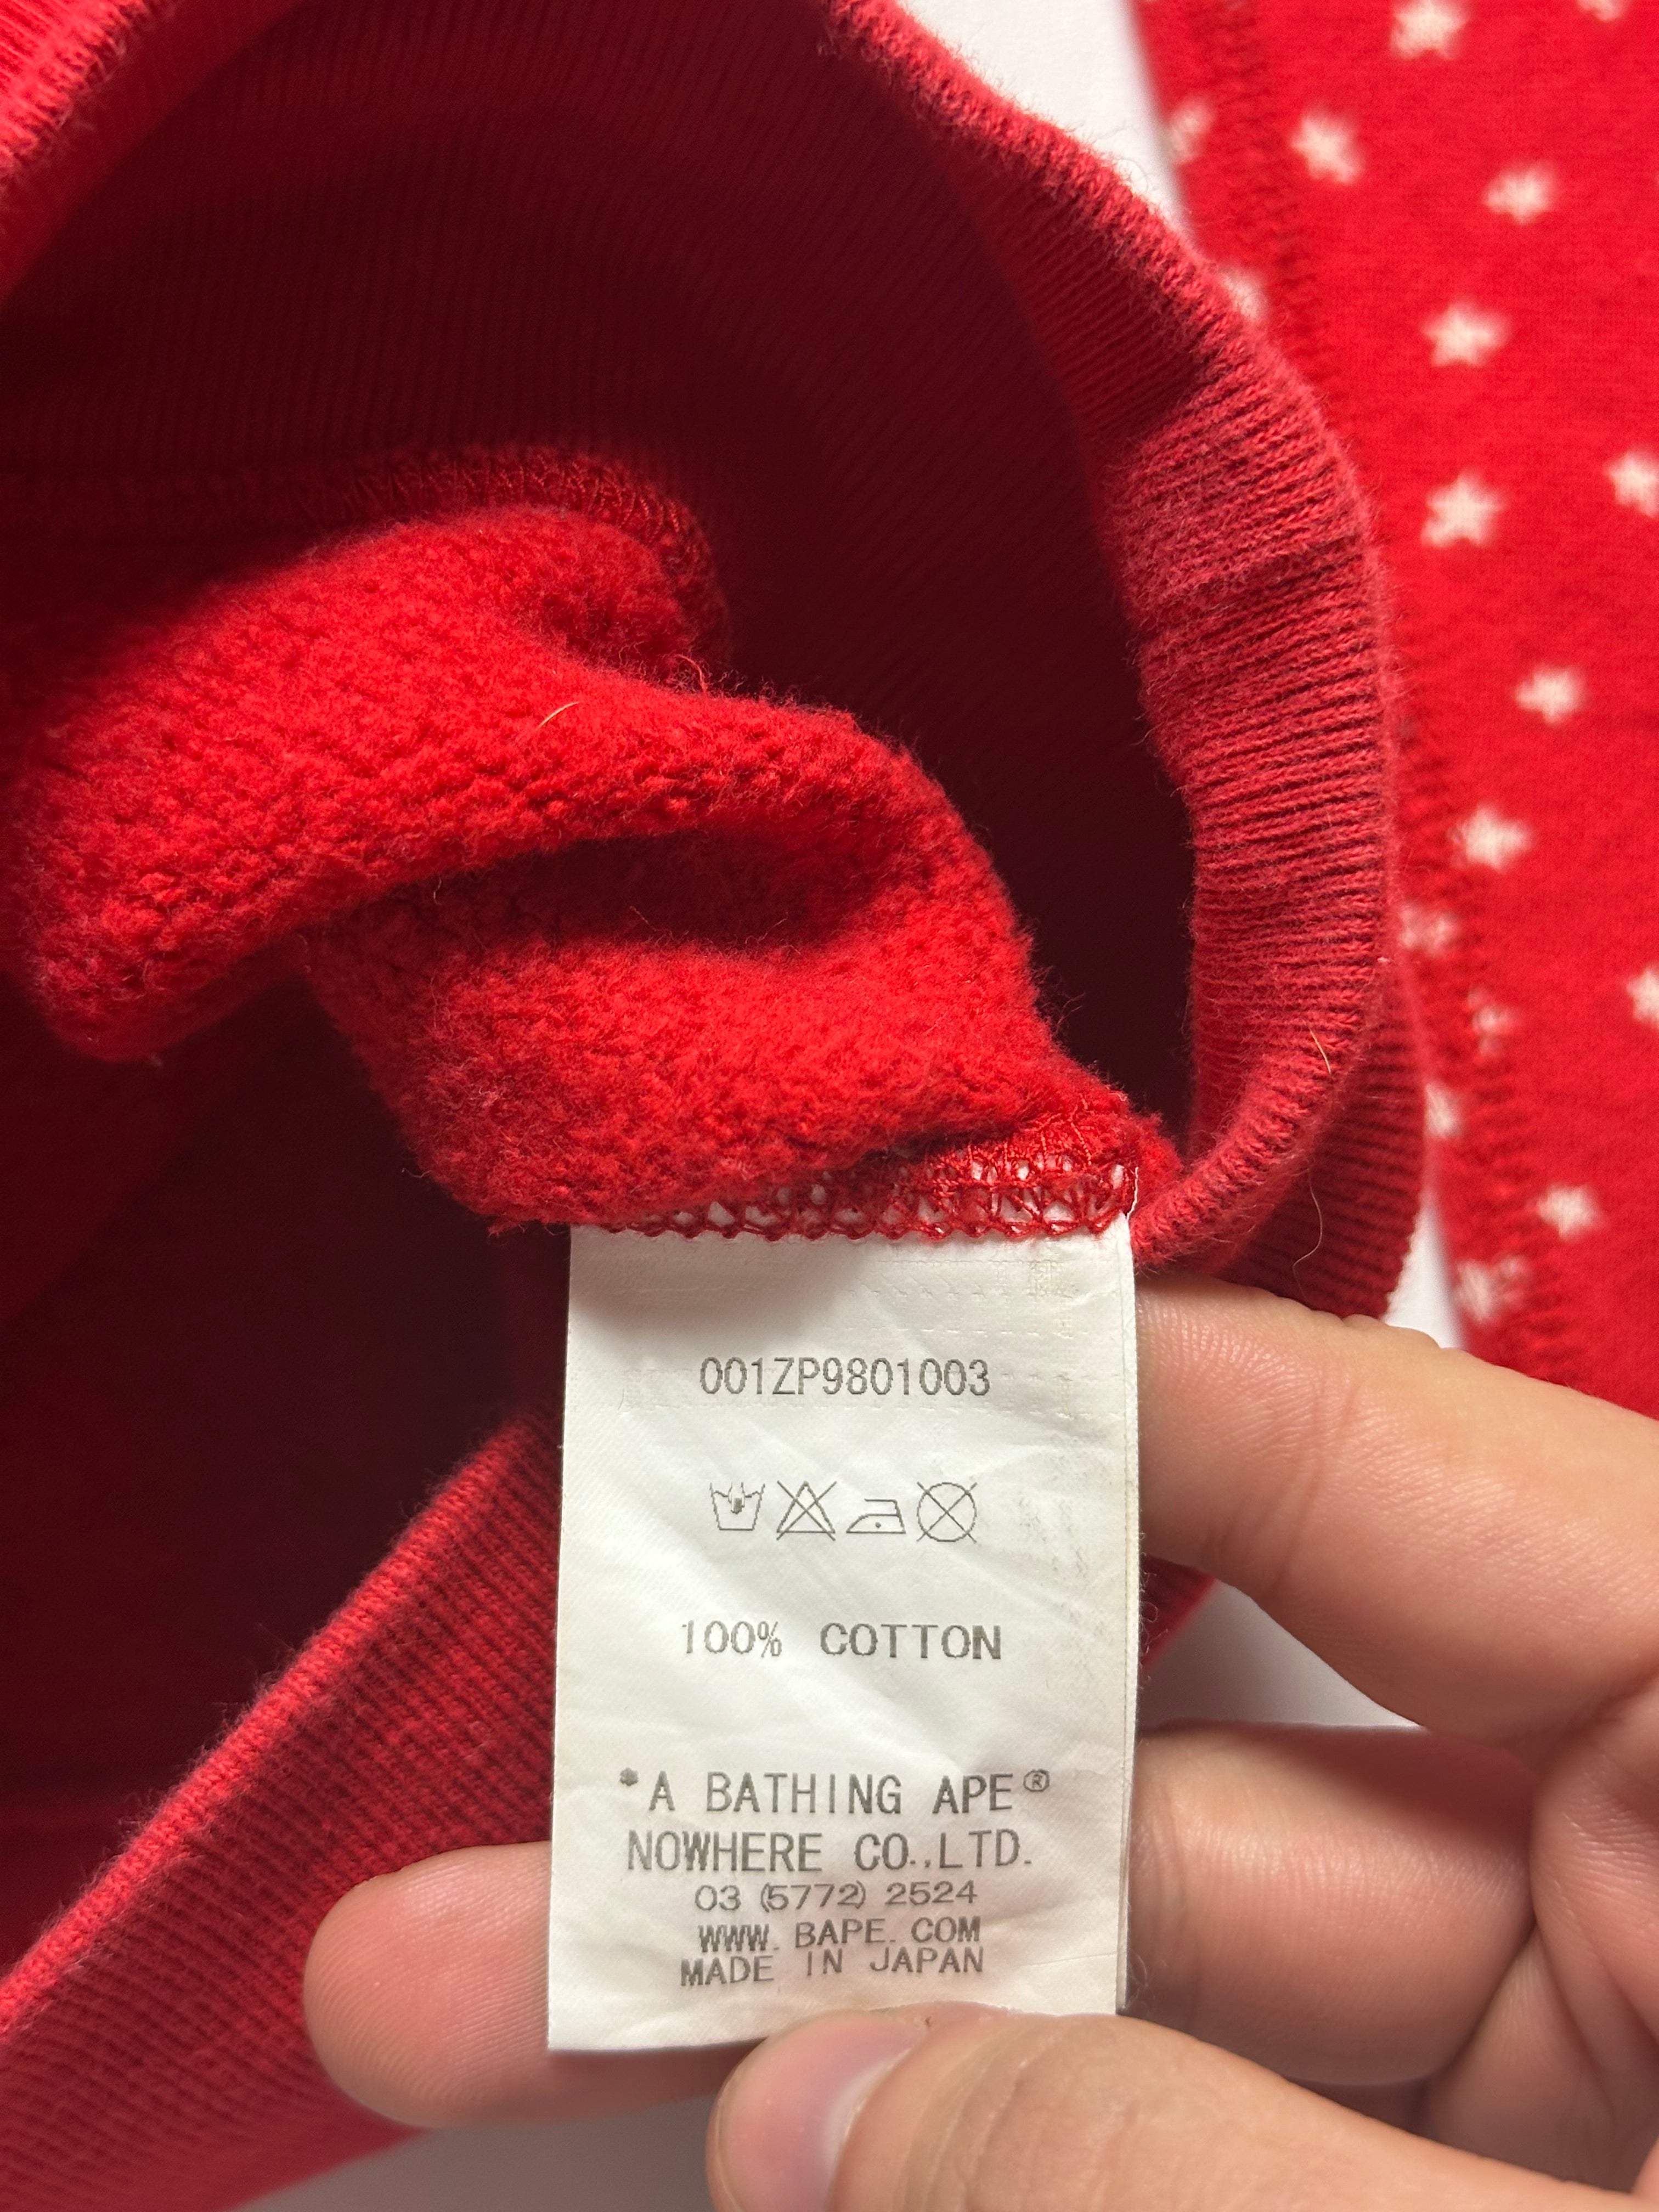 001ZP9801003
100% COTTON
*A BATHING APE®
NOWHERE CO.,LTD.
03 (5772) 2524
WWW. BAPE. COM
MADE IN JAPAN